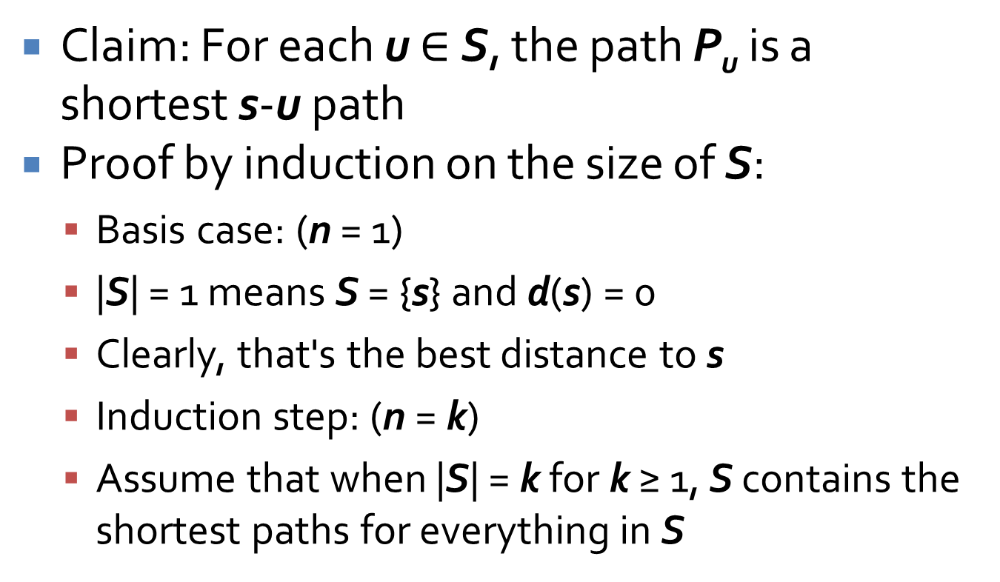 Claim: For each u ∈ S, the path Pu is a
shortest s-u path
Proof by induction on the size of S:
Basis case: (n = 1)
|S| = 1 means S = {s} and d(s) = 0
Clearly, that's the best distance to s
Induction step: (n = k)
Assume that when |S| = k for k ≥ 1, S contains the
shortest paths for everything in S